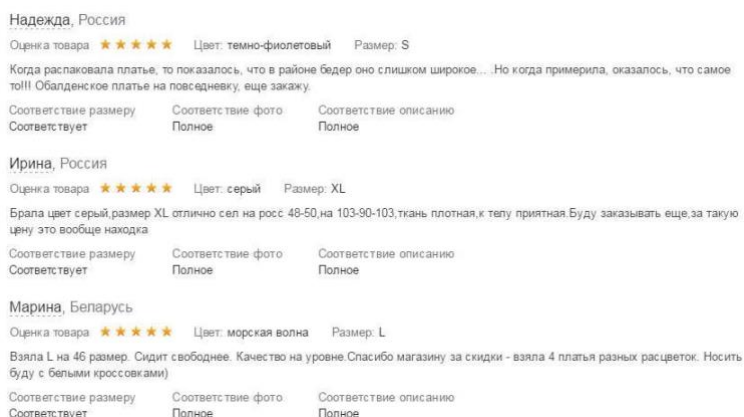 Надежда, Россия
Оценка товара Цвет: темно-фиолетовый Размер: S
Когда распаковала платье, то показалось, что в районе бедер оно слишком широкое... .Но когда примерила, оказалось, что самое
то!!! Обалденское платье на повседневку, еще закажу.
Соответствие размеру Соответствие фото Соответствие описанию
Соответствует Полное Полное
Ирина, Россия
Оценка товара Цвет: серый Размер: XL
Брала цвет серый,размер XL отлично сел на росс 48-50,на 103-90-103,ткань плотная,к телу приятная.Буду заказывать еще,за такую
цену это вообще находка
Соответствие размеру Соответствие фото Соответствие описанию
Соответствует Полное Полное
Марина, Беларусь
Оценка товара Цвет: морская волна Размер: L
Взяла L на 46 размер. Сидит свободнее. Качество на уровне.Спасибо магазину за скидки - взяла 4 платья разных расцветок. Носить
буду с белыми кроссовками)
Соответствие размеру Соответствие фото Соответствие описанию
Соответствует Полное Полное